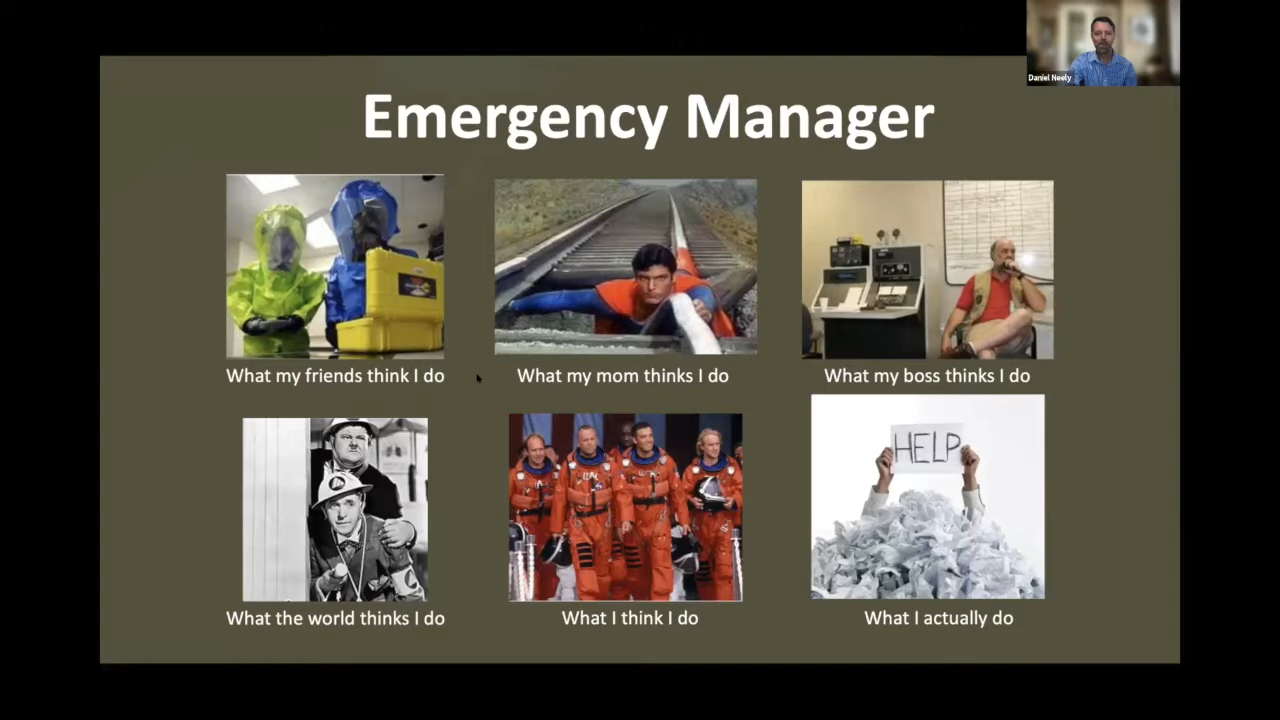 Daniel Neely
Emergency Manager
What my friends think I do
What my mom thinks I do
What my boss thinks I do
HELP
What the world thinks I do
What I think I do
What I actually do